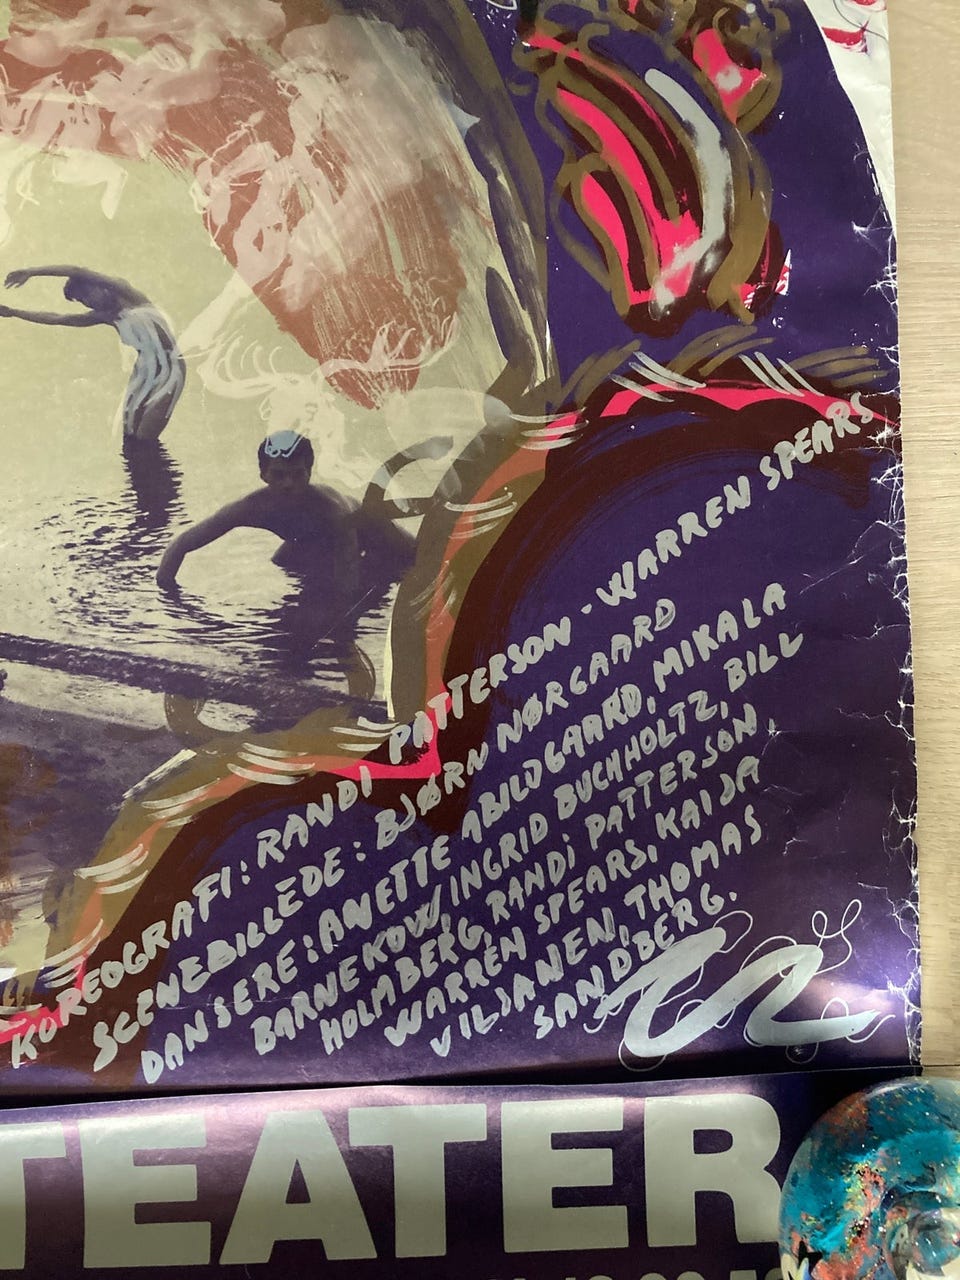 KOREOGRAFI: RANDI PATTERSON - WARREN SPEARS
SCENEBILLEDE: BJØRN NØRGAARD
DANSERE: ANETTE ABILDGAARD, MIKALA
BARNEKOW, INGRID BUCHHOLTZ, BILL
HOLMBERG, RANDi PATTERSON,
WARREN SPEARS, KAIJA
VILJANEN, THOMAS
SANDBERG.
TEATER